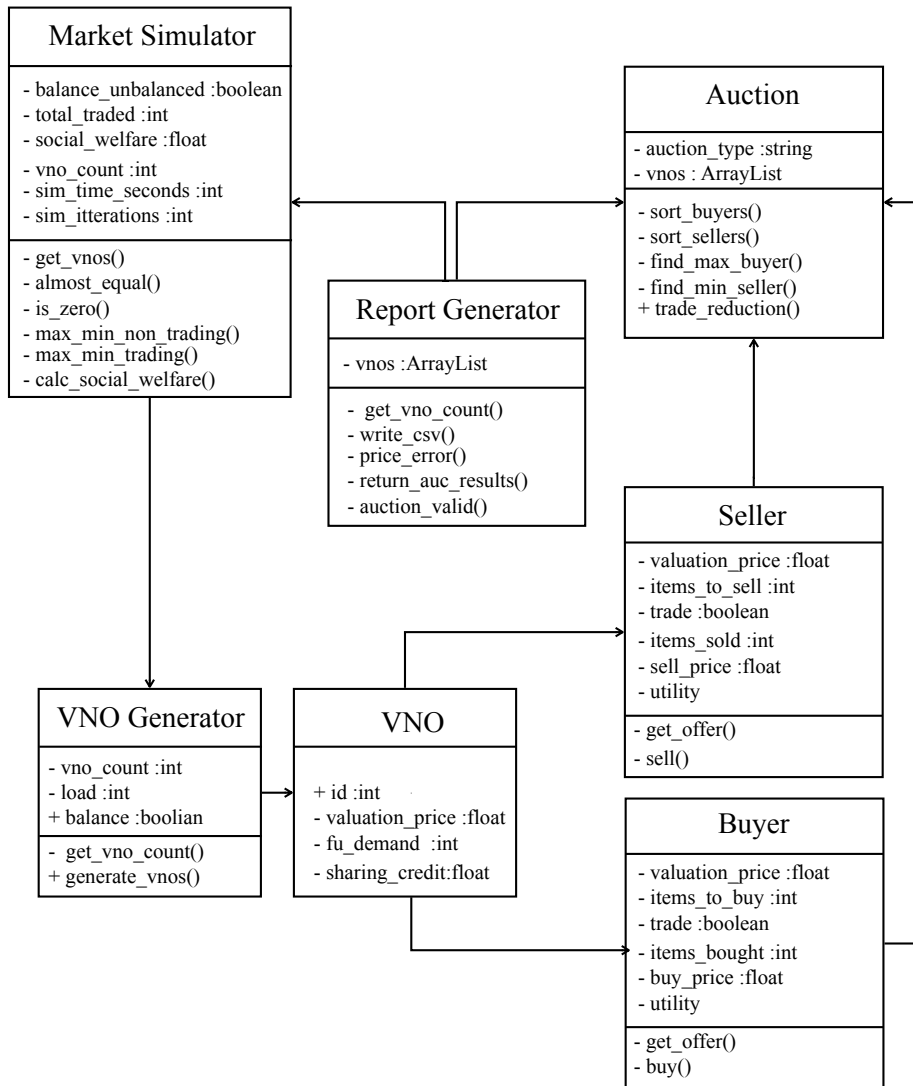 Market Simulator
- balance_unbalanced :boolean
- total_traded :int
- social_welfare :float
- vno_count :int
- sim_time_seconds :int
- sim_itterations :int
- get_vnos()
- almost_equal()
- is_zero()
- max_min_non_trading()
- max_min_trading()
- calc_social_welfare()
Auction
- auction_type :string
- vnos : ArrayList
- sort_buyers()
- sort_sellers()
- find_max_buyer()
- find_min_seller()
+ trade_reduction()
Report Generator
- vnos :ArrayList
- get_vno_count()
- write_csv()
- price_error()
- return_auc_results()
- auction_valid()
Seller
- valuation_price :float
- items_to_sell :int
- trade :boolean
- items_sold :int
- sell_price :float
- utility
- get_offer()
- sell()
VNO Generator
- vno_count :int
- load :int
+ balance :boolian
- get_vno_count()
+ generate_vnos()
VNO
+ id :int
- valuation_price :float
- fu_demand :int
- sharing_credit:float
Buyer
- valuation_price :float
- items_to_buy :int
- trade :boolean
- items_bought :int
- buy_price :float
- utility
- get_offer()
- buy()